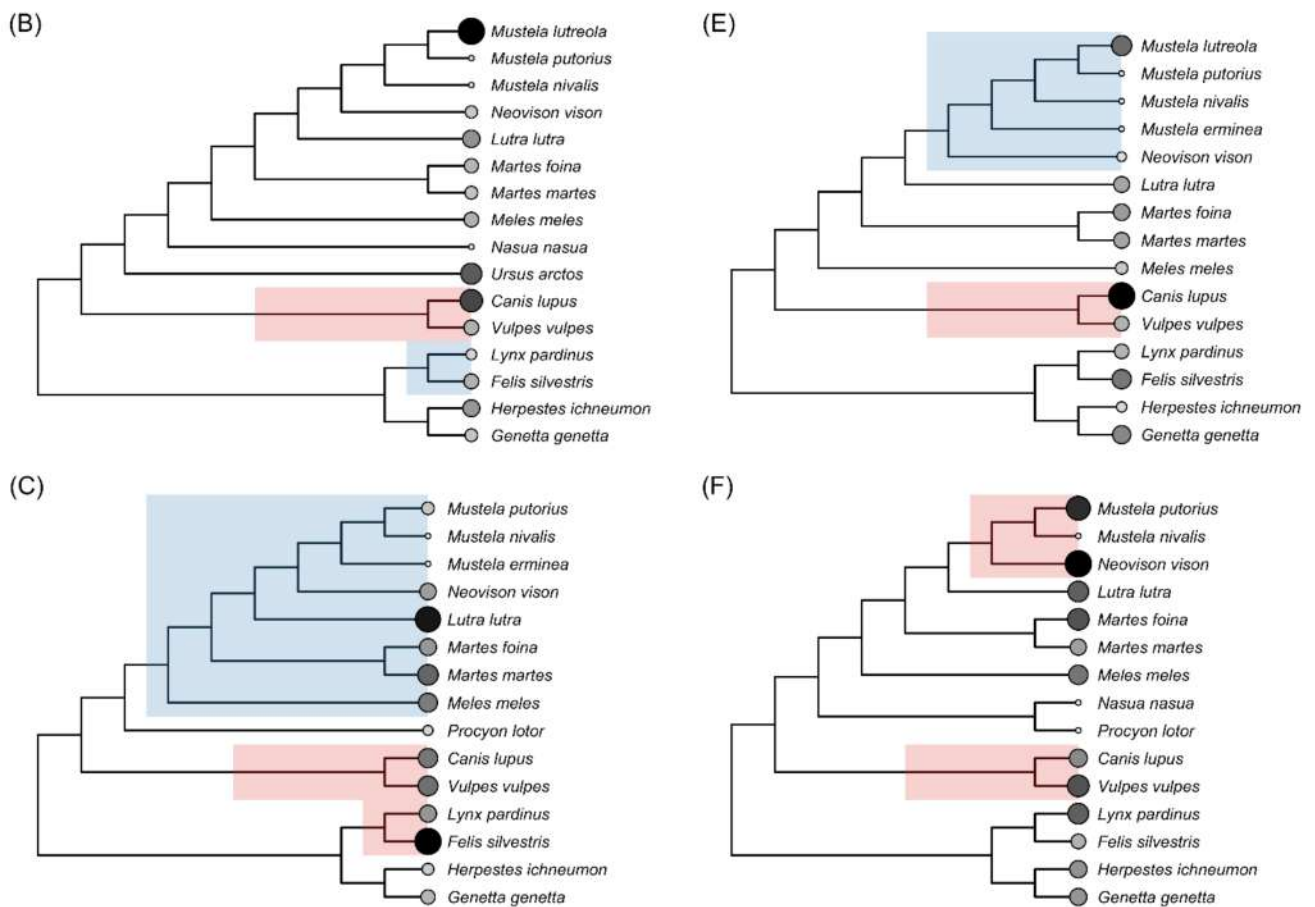 (B)
Mustela lutreola
Mustela putorius
Mustela nivalis
Neovison vison
Lutra lutra
Martes foina
Martes martes
Meles meles
Nasua nasua
Ursus arctos
Canis lupus
Vulpes vulpes
Lynx pardinus
Felis silvestris
Herpestes ichneumon
Genetta genetta
(E)
Mustela lutreola
Mustela putorius
Mustela nivalis
Mustela erminea
Neovison vison
Lutra lutra
Martes foina
Martes martes
Meles meles
Canis lupus
Vulpes vulpes
Lynx pardinus
Felis silvestris
Herpestes ichneumon
Genetta genetta
(C)
Mustela putorius
Mustela nivalis
Mustela erminea
Neovison vison
Lutra lutra
Martes foina
Martes martes
Meles meles
Procyon lotor
Canis lupus
Vulpes vulpes
Lynx pardinus
Felis silvestris
Herpestes ichneumon
Genetta genetta
(F)
Mustela putorius
Mustela nivalis
Neovison vison
Lutra lutra
Martes foina
Martes martes
Meles meles
Nasua nasua
Procyon lotor
Canis lupus
Vulpes vulpes
Lynx pardinus
Felis silvestris
Herpestes ichneumon
Genetta genetta